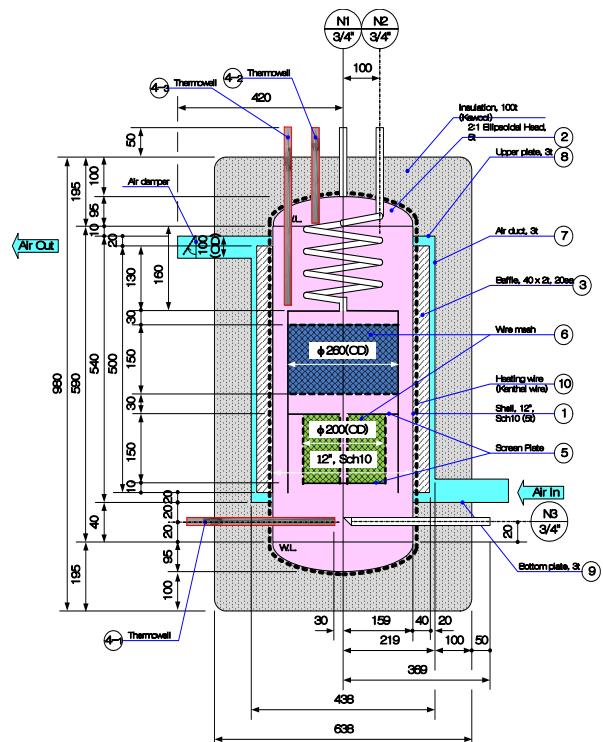 N1
3/4"
N2
3/4"
100
4-3
Thermowell
4-2
Thermowell
420
Insulation, 100t
(Kawool)
2:1 Ellipsoidal Head,
5t
2
Upper plate, 3t
8
50
195
100
95
10
20
Air damper
Air Out
100
(OD)
W.L.
Air duct, 3t
7
Baffle, 40 x 2t, 20ea
3
160
130
30
Wire mesh
6
ϕ260(OD)
150
980
590
540
500
Heating wire
(Kanthal wire)
10
30
Shell, 12",
Sch10 (5t)
1
ϕ200(OD)
150
12", Sch10
Screen Plate
5
10
20
20
40
20
Air In
N3
3/4"
20
W.L.
195
95
100
Bottom plate, 3t
9
4-1
Thermowell
30
159
40
20
219
100
50
369
438
638